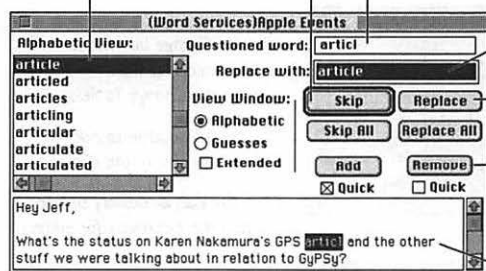 (Word Services)Apple Events
Alphabetic View:
Questioned word: articl
Replace with: article
article
articled
articles
articling
articular
articulate
articulated
View Window:
Alphabetic
Guesses
Extended
Skip Replace
Skip All Replace All
Add Remove
Quick Quick
Hey Jeff,
What's the status on Karen Nakamura's GPS articl and the other
stuff we were talking about in relation to GyPSy?